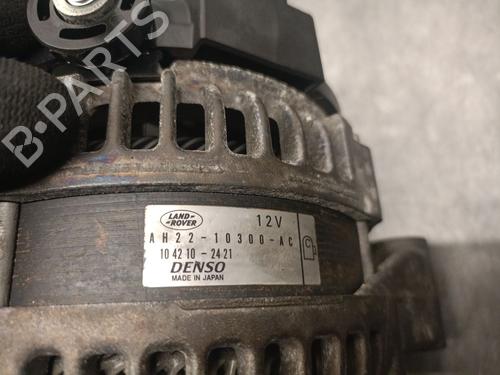 B-PARTS
LAND
ROVER
12V
AH22-10300-AC
104210-2421
DENSO
MADE IN JAPAN